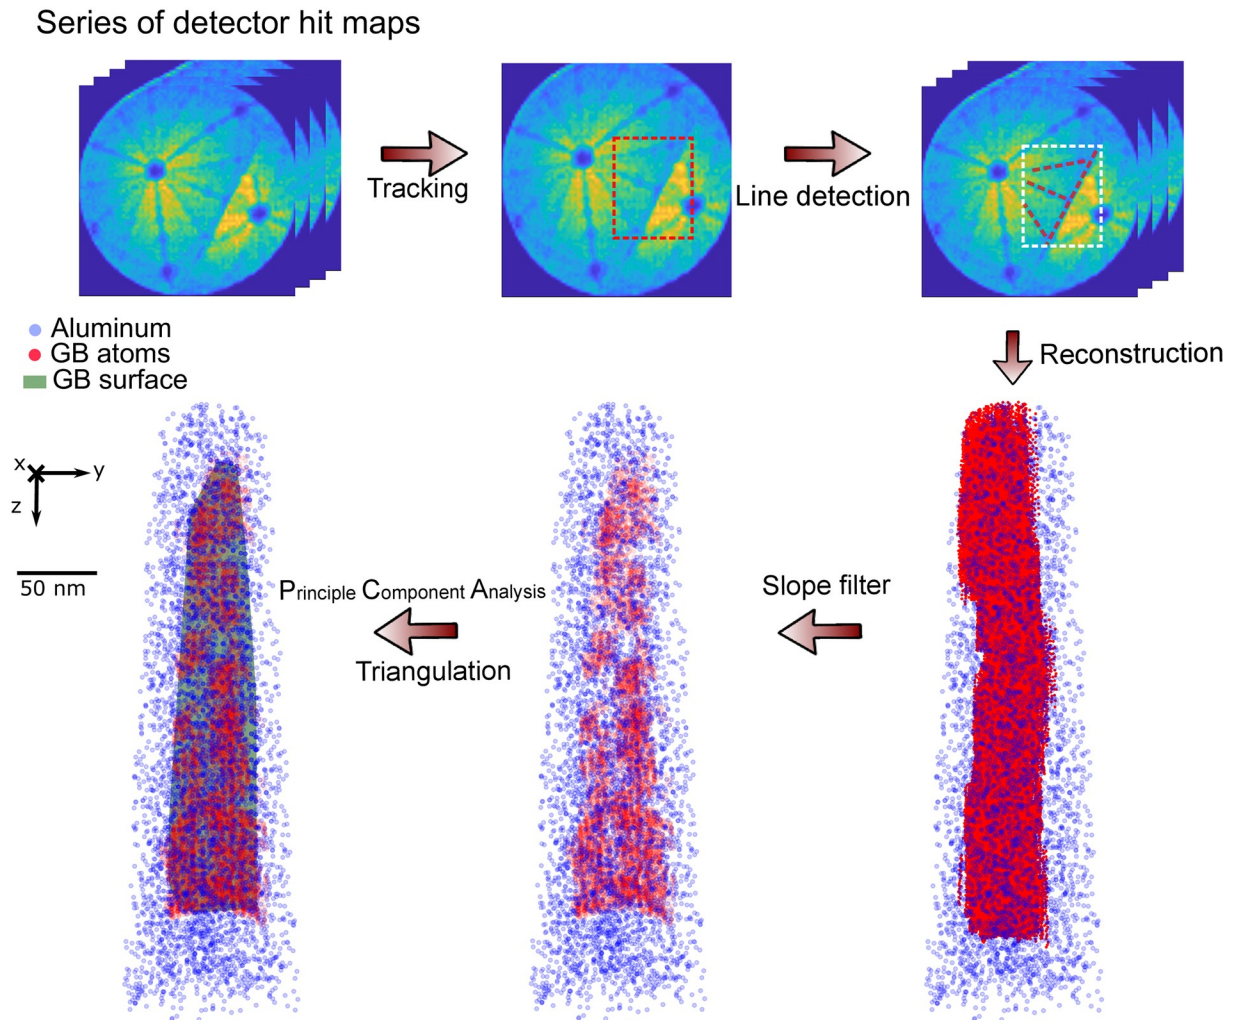 Series of detector hit maps
Tracking
Line detection
Aluminum
GB atoms
GB surface
Reconstruction
x
y
z
50 nm
Principle Component Analysis
Triangulation
Slope filter